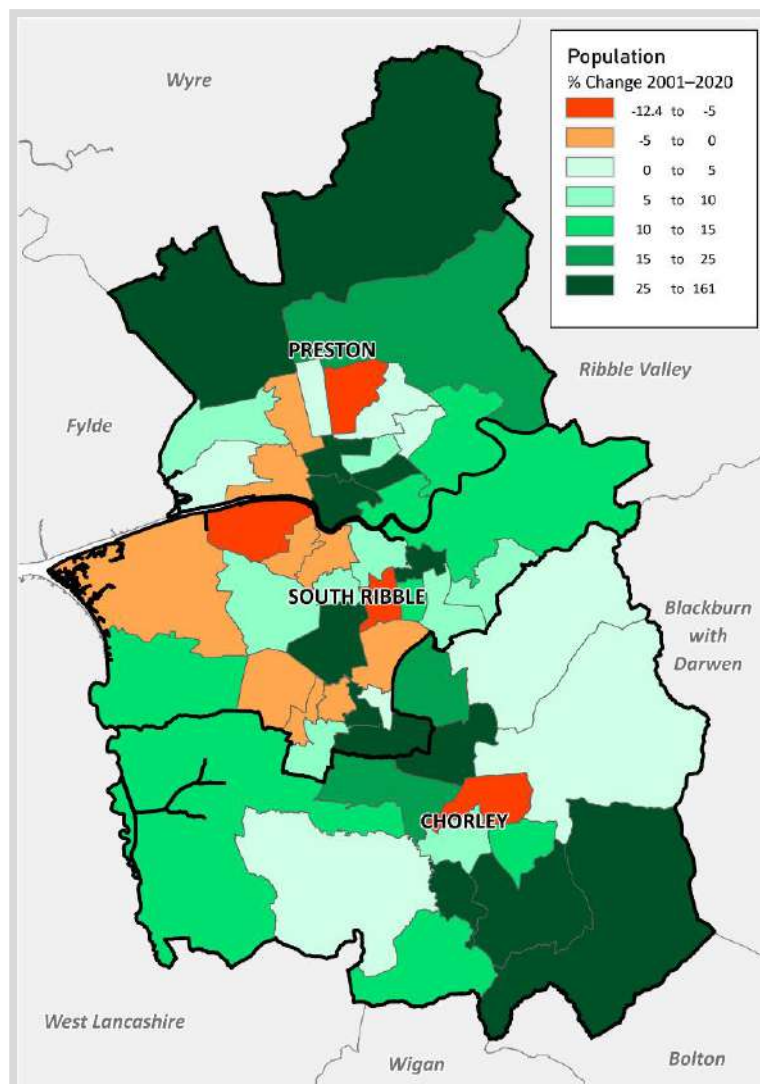 Wyre
Population
% Change 2001–2020
-12.4 to -5
-5 to 0
0 to 5
5 to 10
10 to 15
15 to 25
25 to 161
PRESTON
Ribble Valley
Fylde
SOUTH RIBBLE
Blackburn
with
Darwen
CHORLEY
West Lancashire
Wigan
Bolton